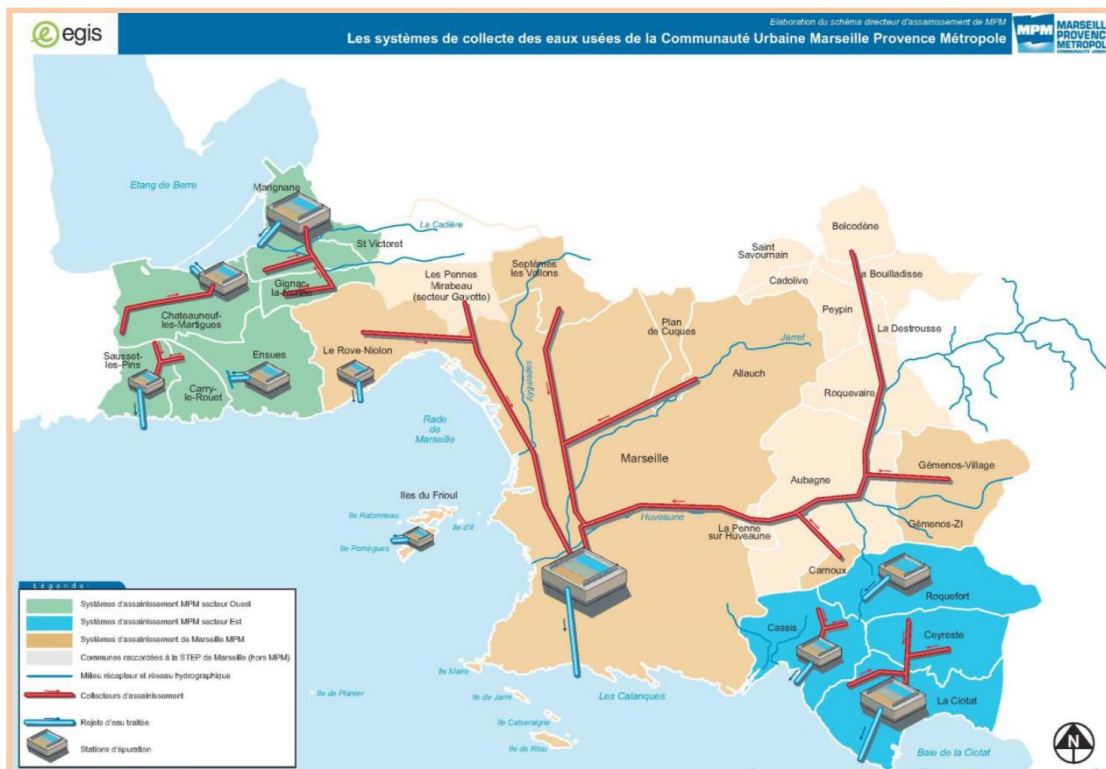 egis
Elaboration du schéma directeur d'assainissement de MPM
Les systèmes de collecte des eaux usées de la Communauté Urbaine Marseille Provence Métropole
MPM
MARSEILLE
PROVENCE
METROPOLE
COMMUNAUTE URBAINE
Etang de Berre
Marignane
La Cadière
St Victoret
Gignac
la-Nerthe
Chateauneuf-
les-Martigues
Sausset-
les-Pins
Carry-
le-Rouet
Ensues
Le Rove-Niolon
Les Pennes
Mirabeau
(secteur Gavotte)
Septèmes
les Vallons
Plan
de Cuques
Aygalades
Jarret
Allauch
Marseille
Rade
de
Marseille
Iles du Frioul
Ile Ratonneau
Ile d'If
Ile Pomègues
Huveaune
La Penne
sur Huveaune
Aubagne
Belcodène
Saint
Savournain
Cadolive
La Bouilladisse
Peypin
La Destrousse
Roquevaire
Gémenos-Village
Gémenos-ZI
Carnoux
Roquefort
Cassis
Ceyreste
La Ciotat
Baie de la Ciotat
Ile Maire
Ile de Planier
Ile de Jarre
Ile Calseraigne
Ile de Riou
Les Calanques
Légende:
Systèmes d'assainissement MPM secteur Ouest
Systèmes d'assainissement MPM secteur Est
Systèmes d'assainissement de Marseille MPM
Communes raccordées à la STEP de Marseille (hors MPM)
Milieu récepteur et réseau hydrographique
Collecteurs d'assainissement
Rejets d'eau traitée
Stations d'épuration
N